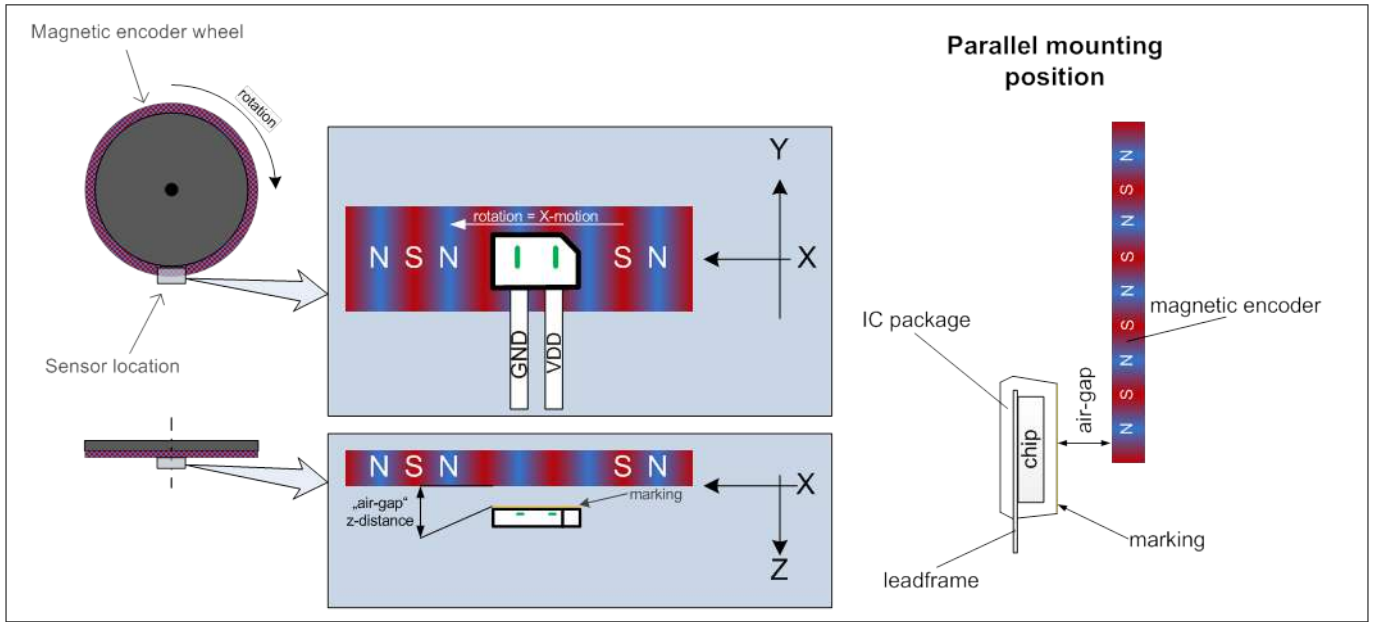 Magnetic encoder wheel
rotation
Sensor location
Y
rotation = X-motion
N S N S N
X
GND
VDD
N S N S N
X
„air-gap“
z-distance
marking
Z
Parallel mounting
position
N
S
N
S
N
S
N
S
N
magnetic encoder
IC package
air-gap
chip
marking
leadframe